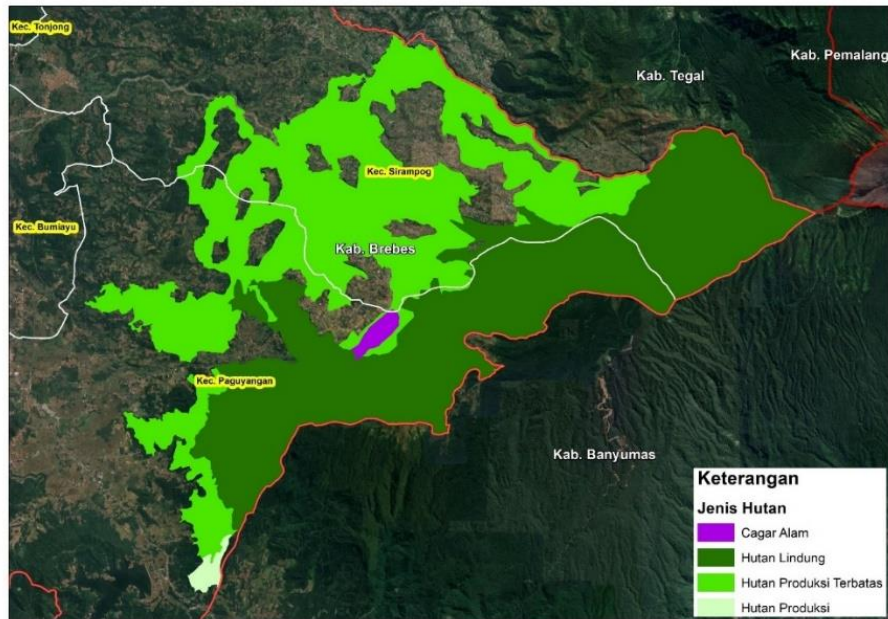 Kec. Tonjong
Kab. Pemalang
Kab. Tegal
Kec. Sirampog
Kec. Bumiayu
Kab. Brebes
Kec. Paguyangan
Kab. Banyumas
Keterangan
Jenis Hutan
Cagar Alam
Hutan Lindung
Hutan Produksi Terbatas
Hutan Produksi